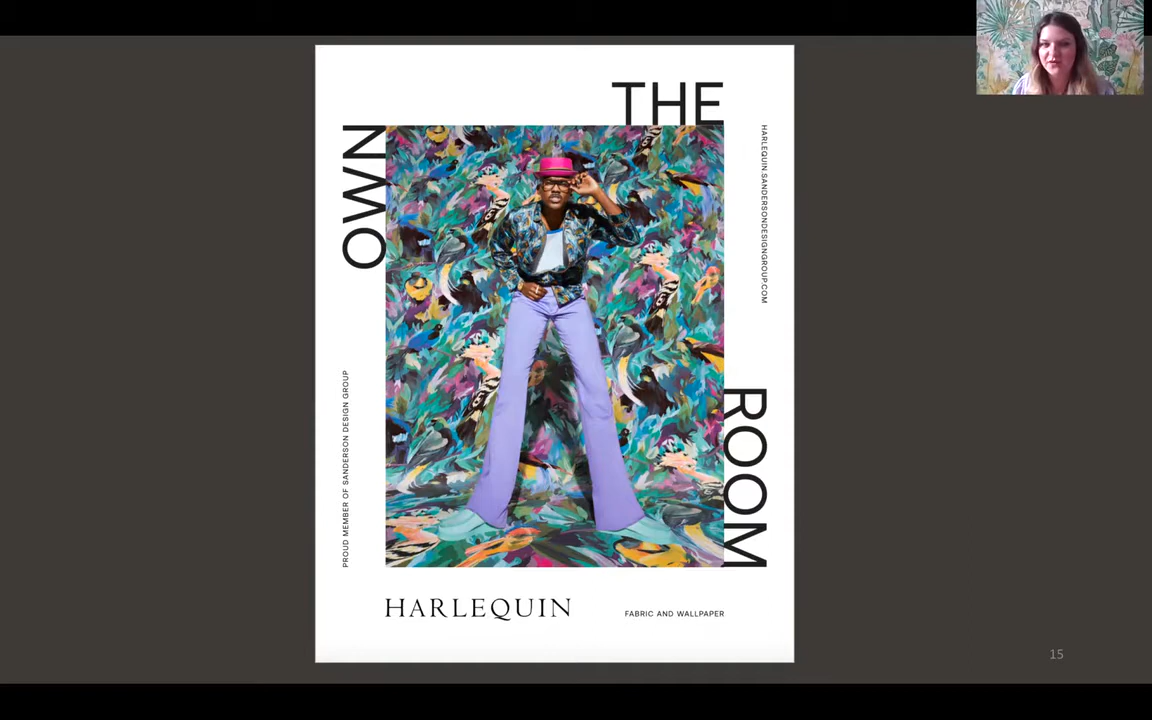 OWN
THE
ROOM
HARLEQUIN.SANDERSONDESIGNGROUP.COM
PROUD MEMBER OF SANDERSON DESIGN GROUP
HARLEQUIN
FABRIC AND WALLPAPER
15